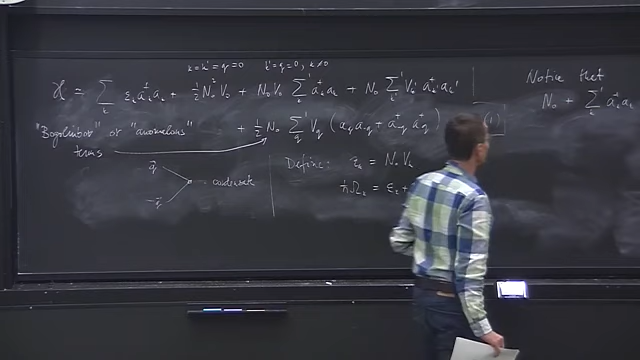 k=k'=q=0   k'=q=0, k≠0
ℋ ≃ ∑_k ε_k a_k^+ a_k + ½ N_0² V_0 + N_0 V_0 ∑'_k a_k^+ a_k + N_0 ∑'_k V_k' a_k'^+ a_k'
"Bogoliubov" or "anomalous" terms
+ ½ N_0 ∑'_q V_q (a_q a_-q + a_-q^+ a_q^+)
(1)
q⃗
-q⃗
condensate
Define: ξ_k = N_0 V_k
ħΩ_k = ε_k +
Notice that
N_0 + ∑'_k a_k^+ a_k